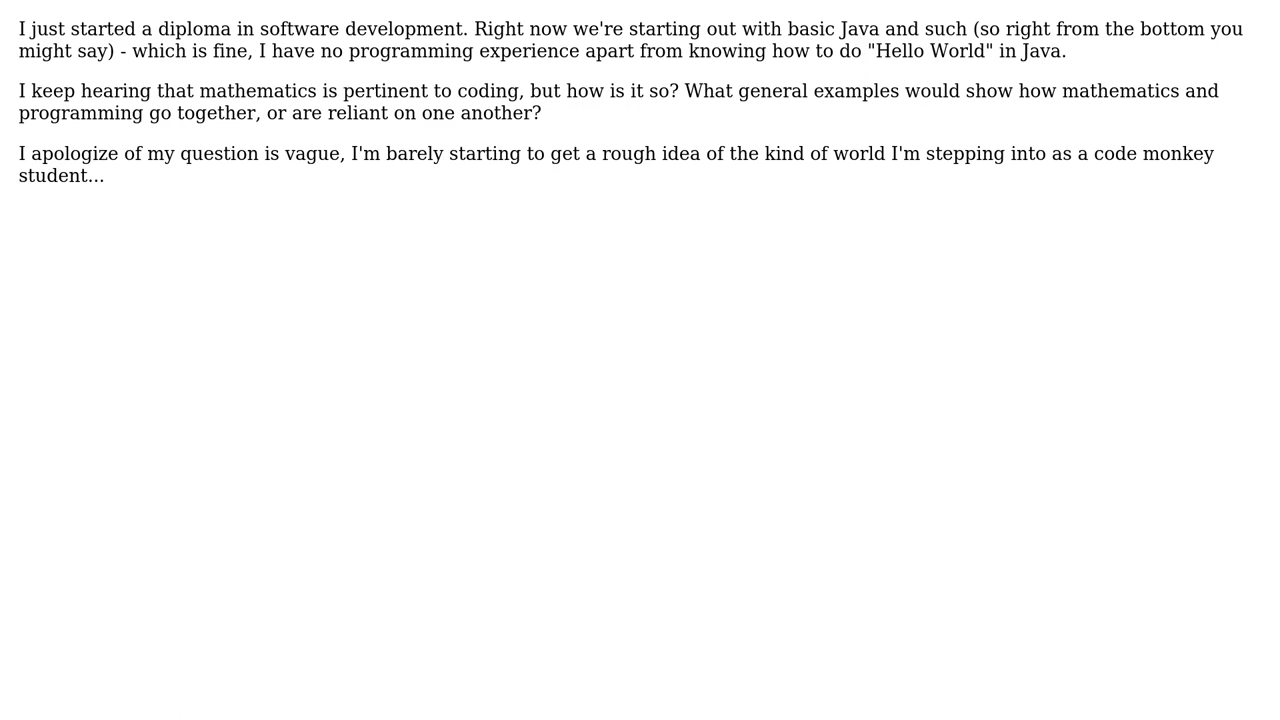 I just started a diploma in software development. Right now we're starting out with basic Java and such (so right from the bottom you
might say) - which is fine, I have no programming experience apart from knowing how to do "Hello World" in Java.
I keep hearing that mathematics is pertinent to coding, but how is it so? What general examples would show how mathematics and
programming go together, or are reliant on one another?
I apologize of my question is vague, I'm barely starting to get a rough idea of the kind of world I'm stepping into as a code monkey
student...